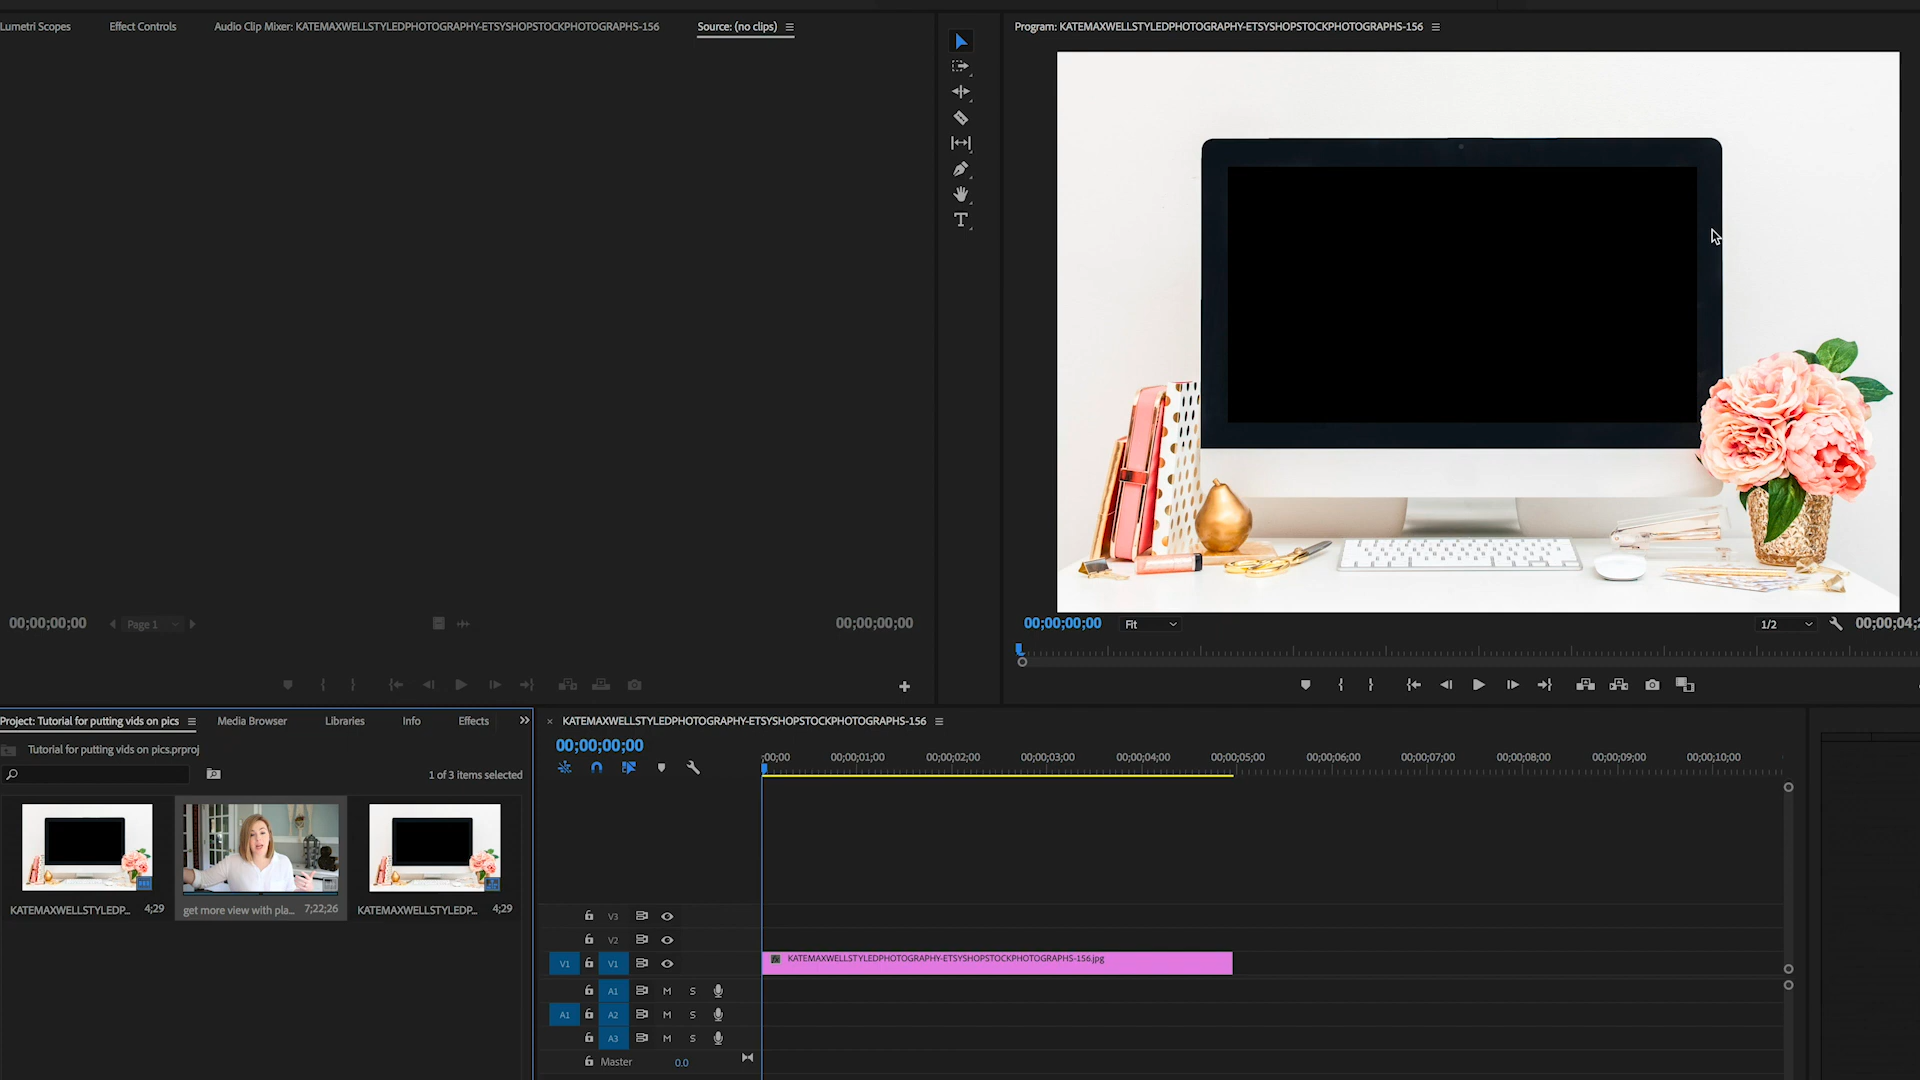 Lumetri Scopes
Effect Controls
Audio Clip Mixer: KATEMAXWELLSTYLEDPHOTOGRAPHY-ETSYSHOPSTOCKPHOTOGRAPHS-156
Source: (no clips)
Program: KATEMAXWELLSTYLEDPHOTOGRAPHY-ETSYSHOPSTOCKPHOTOGRAPHS-156
T
00;00;00;00
Page 1
00;00;00;00
00;00;00;00
Fit
1/2
00;00;04;2
Project: Tutorial for putting vids on pics
Media Browser
Libraries
Info
Effects
Tutorial for putting vids on pics.prproj
1 of 3 items selected
KATEMAXWELLSTYLEDP... 4;29
get more view with pla... 7;22;26
KATEMAXWELLSTYLEDP... 4;29
× KATEMAXWELLSTYLEDPHOTOGRAPHY-ETSYSHOPSTOCKPHOTOGRAPHS-156
00;00;00;00
;00;00 00;00;01;00 00;00;02;00 00;00;03;00 00;00;04;00 00;00;05;00 00;00;06;00 00;00;07;00 00;00;08;00 00;00;09;00 00;00;10;00
V3
V2
V1 V1
KATEMAXWELLSTYLEDPHOTOGRAPHY-ETSYSHOPSTOCKPHOTOGRAPHS-156.jpg
A1 M S
A1 A2 M S
A3 M S
Master 0.0